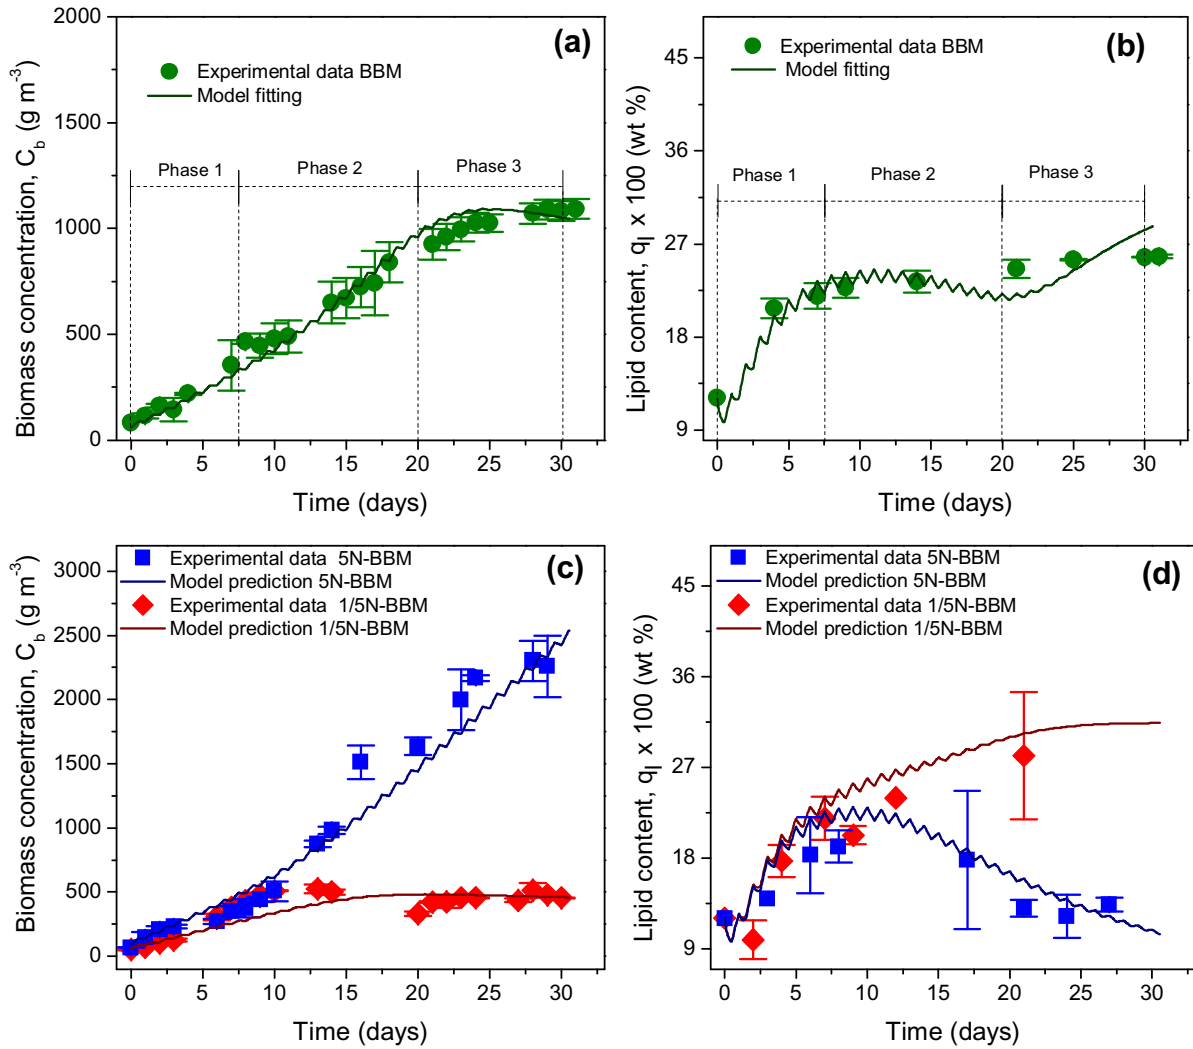 (a)
Experimental data BBM
Model fitting
Phase 1
Phase 2
Phase 3
Biomass concentration, C_b (g m^-3)
2000
1500
1000
500
0
0 5 10 15 20 25 30
Time (days)
(b)
Experimental data BBM
Model fitting
Phase 1
Phase 2
Phase 3
Lipid content, q_l x 100 (wt %)
45
36
27
18
9
0 5 10 15 20 25 30
Time (days)
(c)
Experimental data 5N-BBM
Model prediction 5N-BBM
Experimental data 1/5N-BBM
Model prediction 1/5N-BBM
Biomass concentration, C_b (g m^-3)
3000
2500
2000
1500
1000
500
0
0 5 10 15 20 25 30
Time (days)
(d)
Experimental data 5N-BBM
Model prediction 5N-BBM
Experimental data 1/5N-BBM
Model prediction 1/5N-BBM
Lipid content, q_l x 100 (wt %)
45
36
27
18
9
0 5 10 15 20 25 30
Time (days)